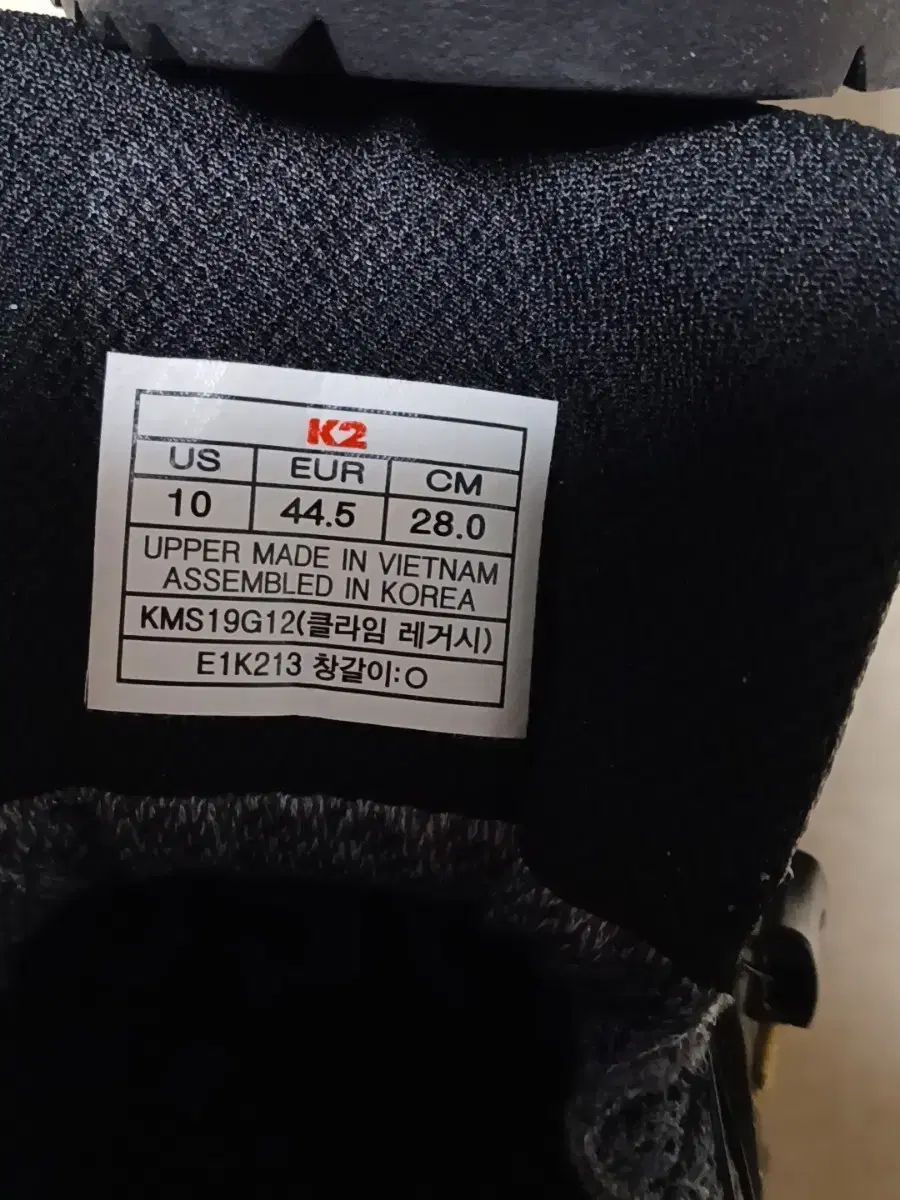 K2
US EUR CM
10 44.5 28.0
UPPER MADE IN VIETNAM
ASSEMBLED IN KOREA
KMS19G12(클라임 레거시)
E1K213 창갈이:O